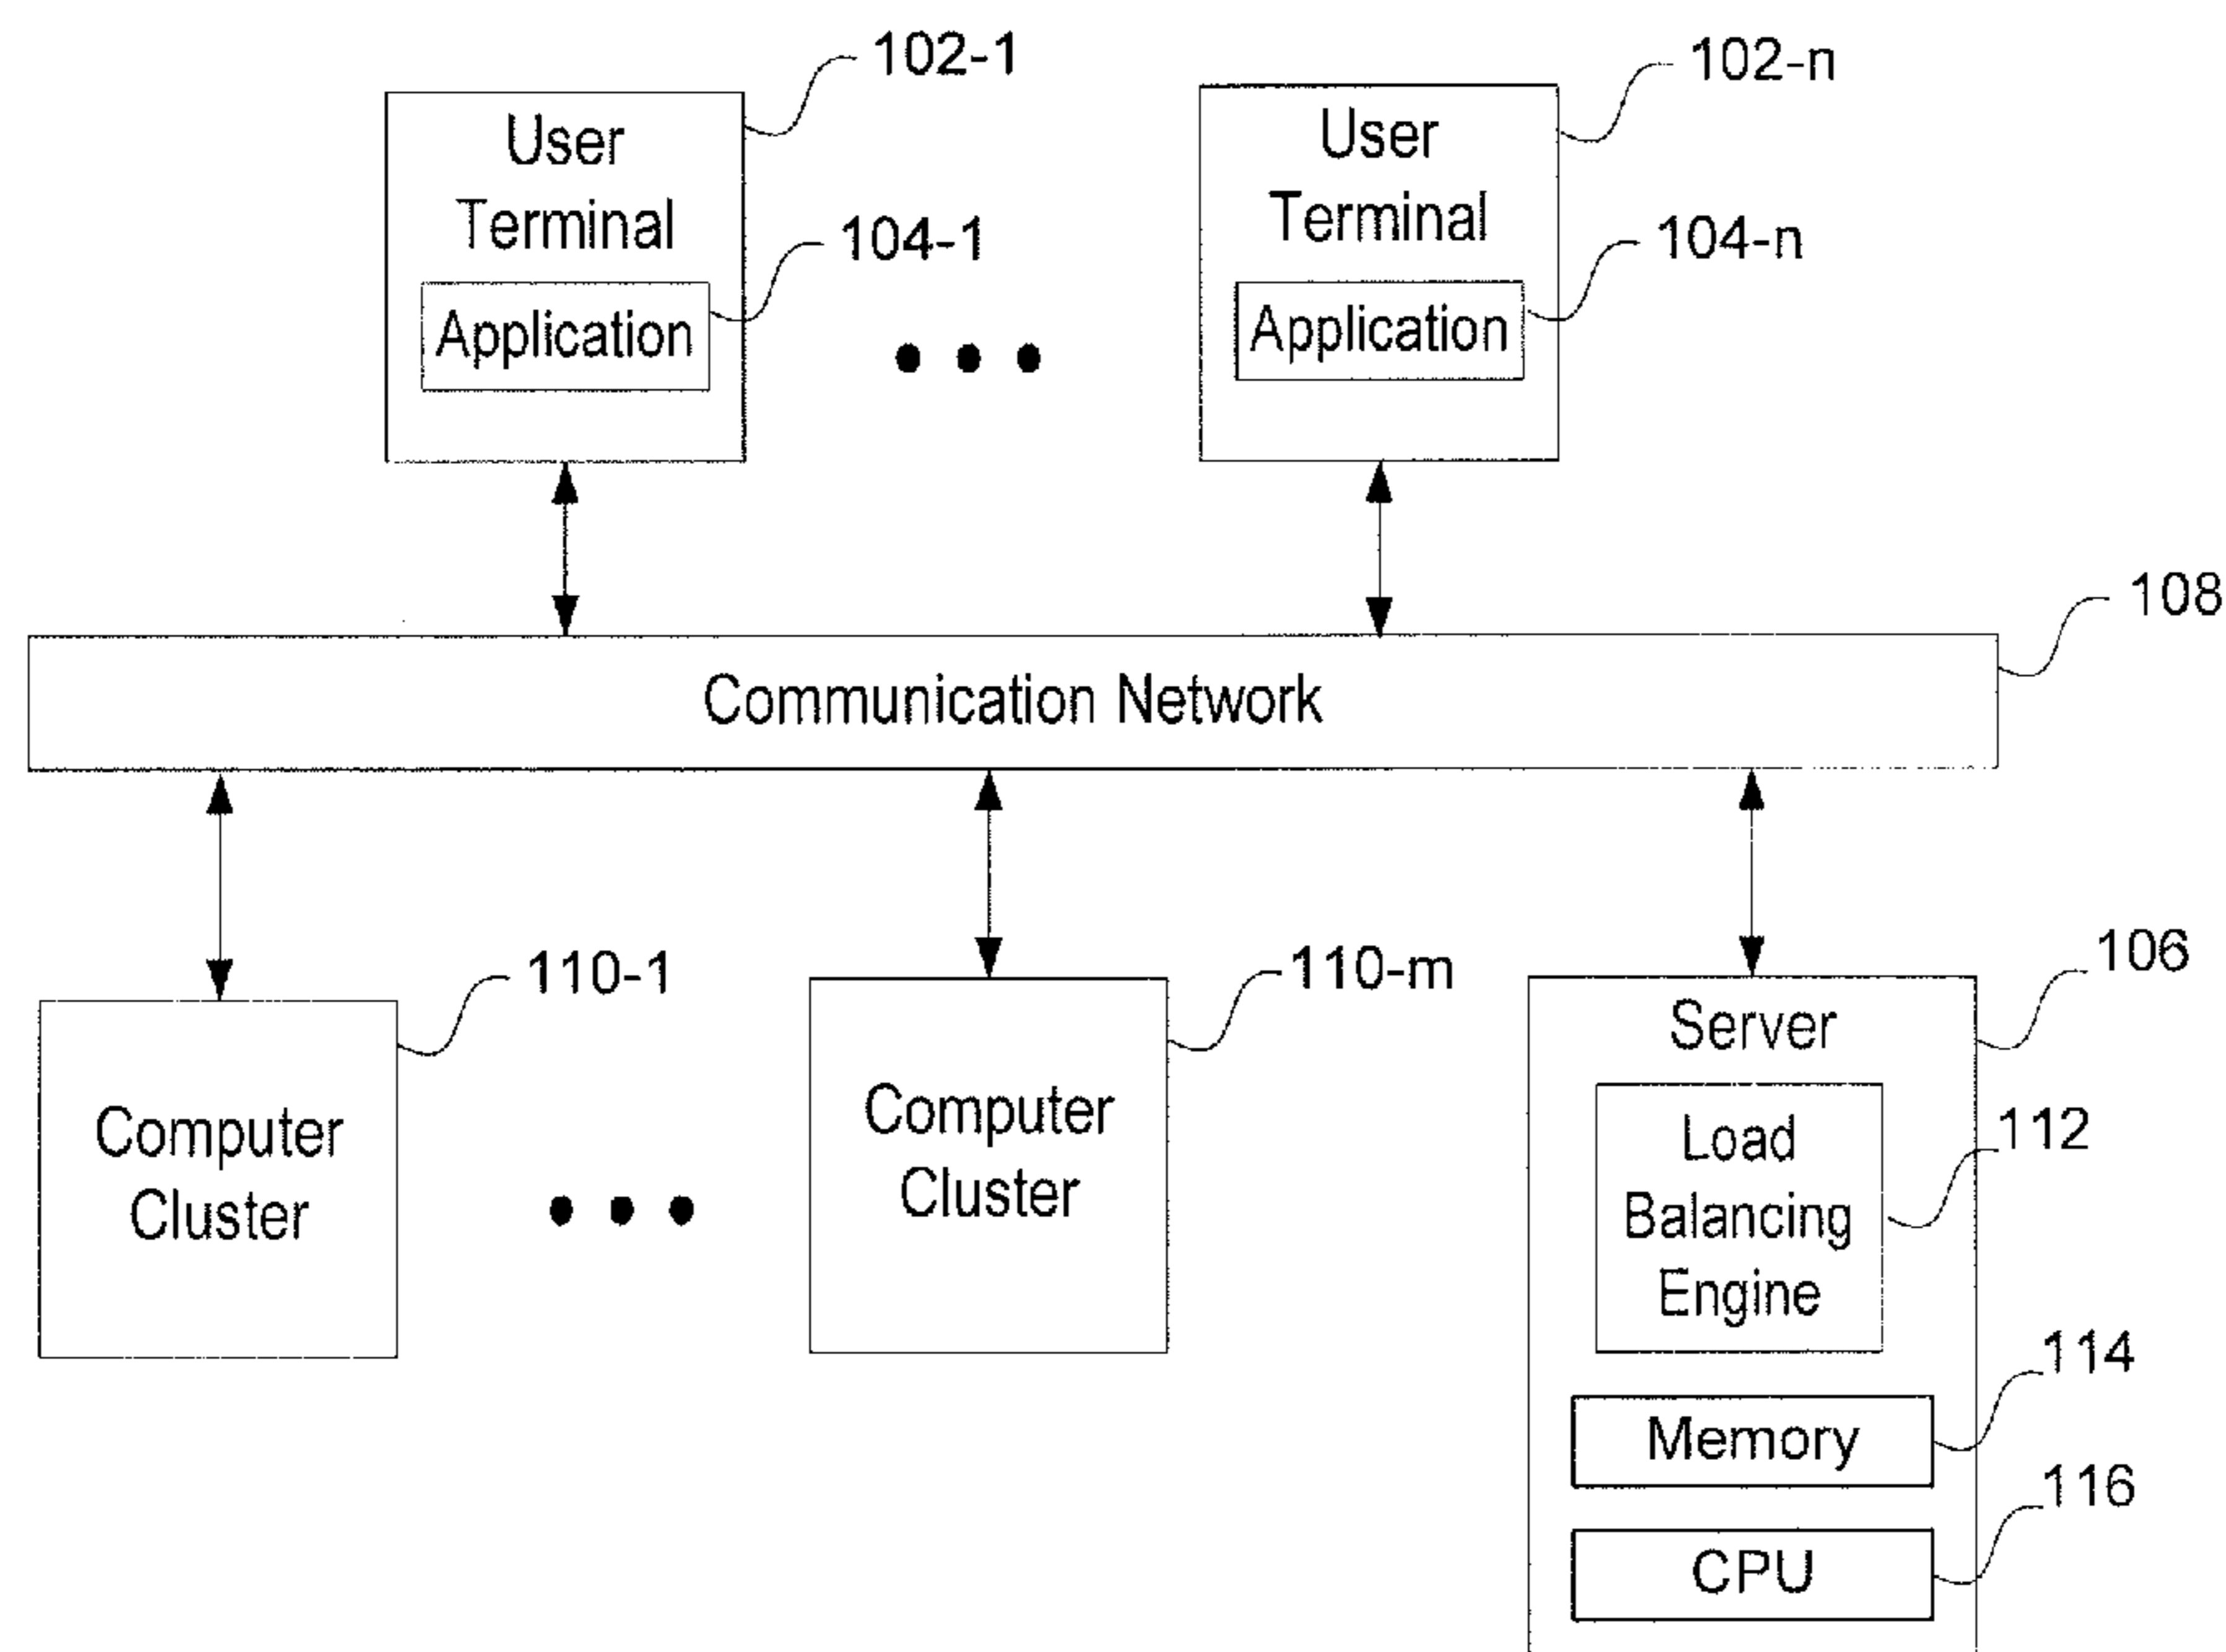 102-1
102-n
User
Terminal
104-1
Application
User
Terminal
104-n
Application
108
Communication Network
110-1
110-m
106
Computer
Cluster
Computer
Cluster
Server
112
Load
Balancing
Engine
114
Memory
116
CPU